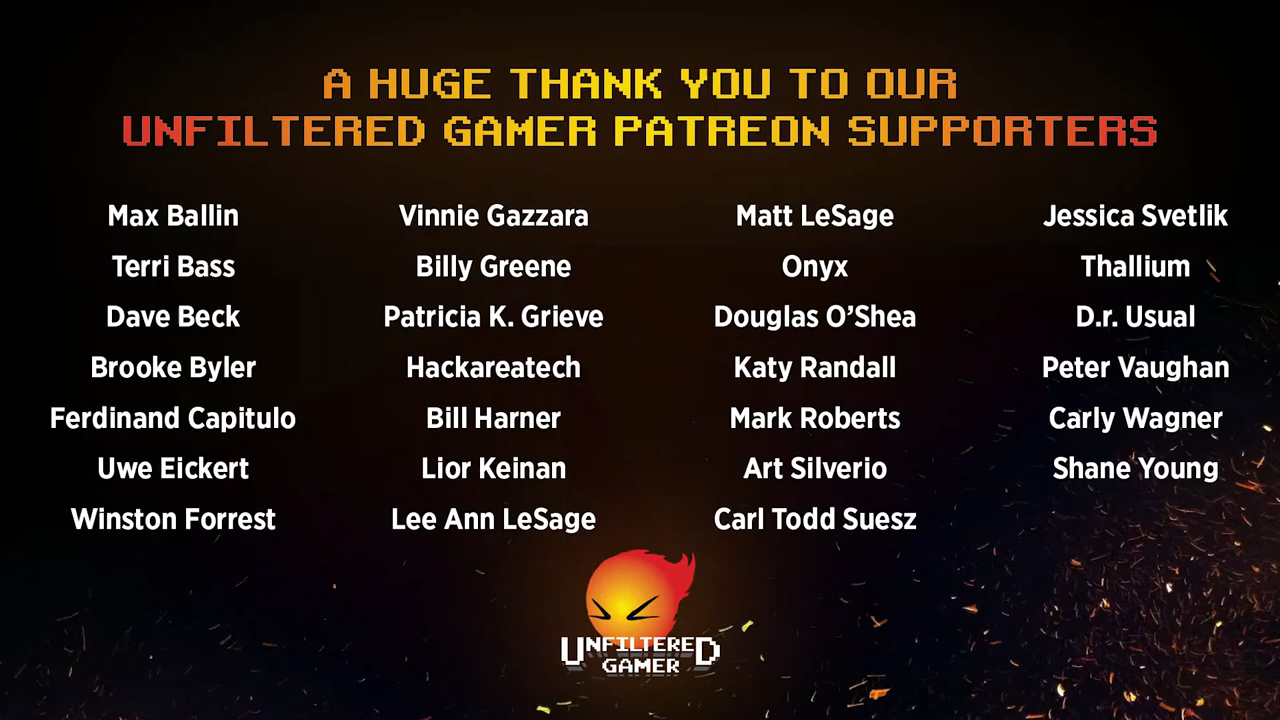 A HUGE THANK YOU TO OUR
UNFILTERED GAMER PATREON SUPPORTERS
Max Ballin
Terri Bass
Dave Beck
Brooke Byler
Ferdinand Capitulo
Uwe Eickert
Winston Forrest
Vinnie Gazzara
Billy Greene
Patricia K. Grieve
Hackareatech
Bill Harner
Lior Keinan
Lee Ann LeSage
Matt LeSage
Onyx
Douglas O’Shea
Katy Randall
Mark Roberts
Art Silverio
Carl Todd Suesz
Jessica Svetlik
Thallium
D.r. Usual
Peter Vaughan
Carly Wagner
Shane Young
UNFILTERED
GAMER